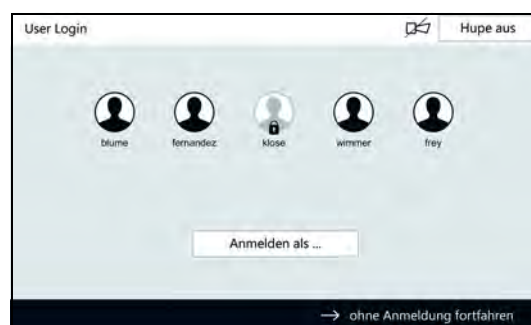 User Login
Hupe aus
blume fernandez klose wimmer frey
Anmelden als ...
→ ohne Anmeldung fortfahren